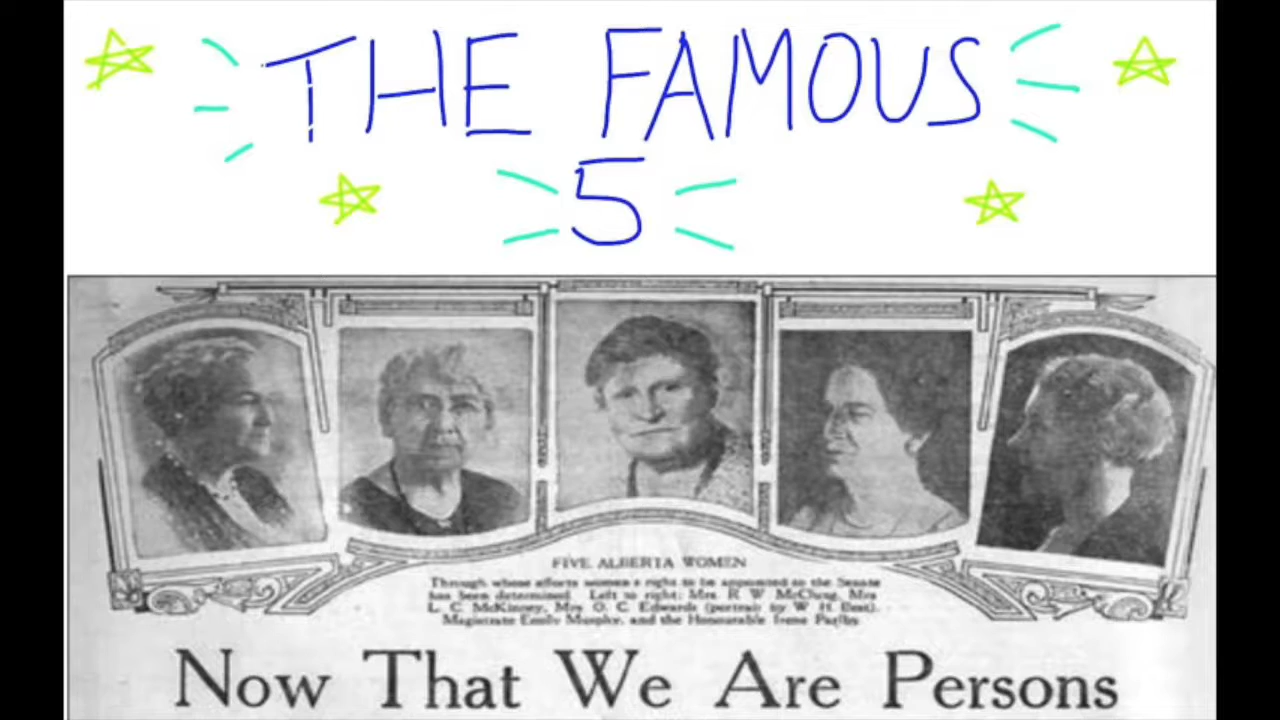 THE FAMOUS
5
FIVE ALBERTA WOMEN
Through whose efforts women s right to be appointed to the Senate
has been determined. Left to right: Mrs. R W McClung, Mrs
L. C. McKinney, Mrs. O. C. Edwards (portrait by W. H.
Magistrate Emily Murphy, and the Honourable Irene Parlby
Now That We Are Persons